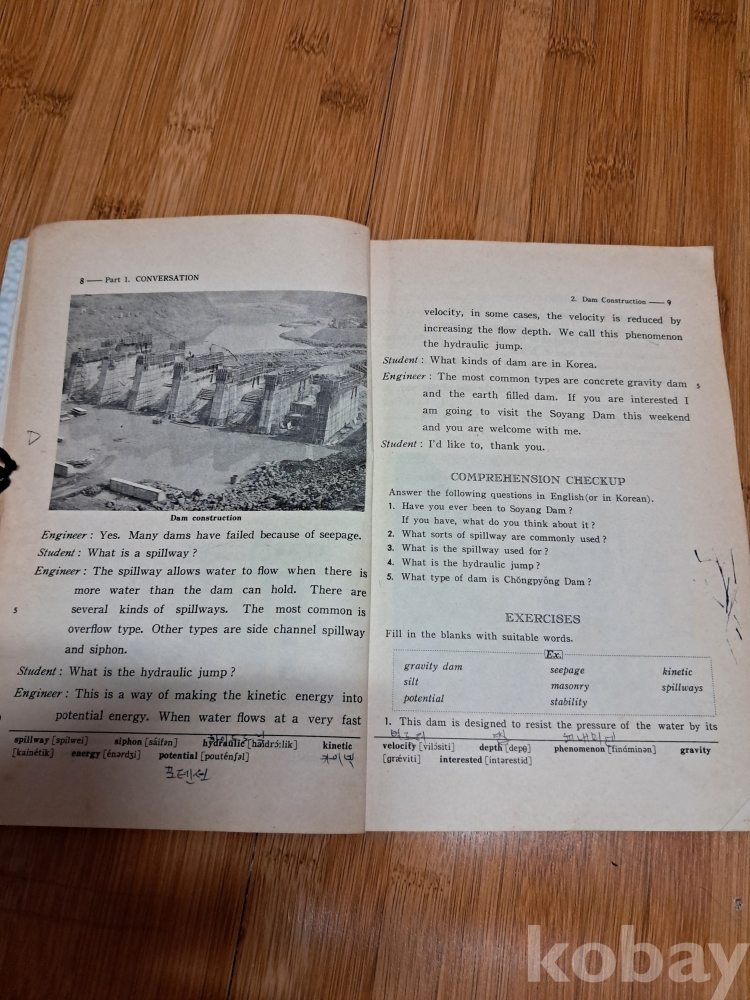 8 — Part 1. CONVERSATION
D
Dam construction
Engineer : Yes. Many dams have failed because of seepage.
Student : What is a spillway ?
Engineer : The spillway allows water to flow when there is
more water than the dam can hold. There are
5 several kinds of spillways. The most common is
overflow type. Other types are side channel spillway
and siphon.
Student : What is the hydraulic jump ?
Engineer : This is a way of making the kinetic energy into
potential energy. When water flows at a very fast
spillway [spílwei] siphon [sáifən] hydraulic [haidrɔ́:lik] kinetic
[kainétik] energy [énərdʒi] potential [pouténʃəl]
포텐셜
2. Dam Construction — 9
velocity, in some cases, the velocity is reduced by
increasing the flow depth. We call this phenomenon
the hydraulic jump.
Student : What kinds of dam are in Korea.
Engineer : The most common types are concrete gravity dam 5
and the earth filled dam. If you are interested I
am going to visit the Soyang Dam this weekend
and you are welcome with me.
Student : I'd like to, thank you.
COMPREHENSION CHECKUP
Answer the following questions in English(or in Korean).
1. Have you ever been to Soyang Dam ?
If you have, what do you think about it ?
2. What sorts of spillway are commonly used ?
3. What is the spillway used for ?
4. What is the hydraulic jump ?
5. What type of dam is Chŏngpyŏng Dam ?
EXERCISES
Fill in the blanks with suitable words.
Ex.
gravity dam seepage kinetic
silt masonry spillways
potential stability
1. This dam is designed to resist the pressure of the water by its
velocity [vilɔ́siti] depth [depθ] phenomenon [finɔ́minən] gravity
[grǽviti] interested [íntərəstid]
kobay